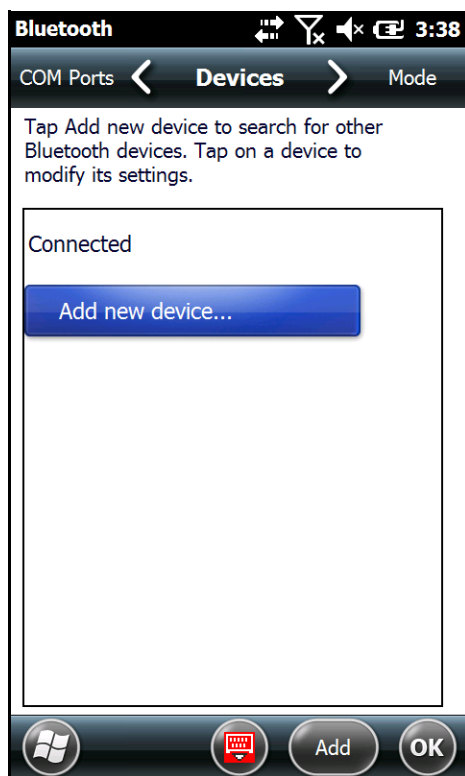 Bluetooth 3:38
COM Ports Devices Mode
Tap Add new device to search for other
Bluetooth devices. Tap on a device to
modify its settings.
Connected
Add new device...
Add OK